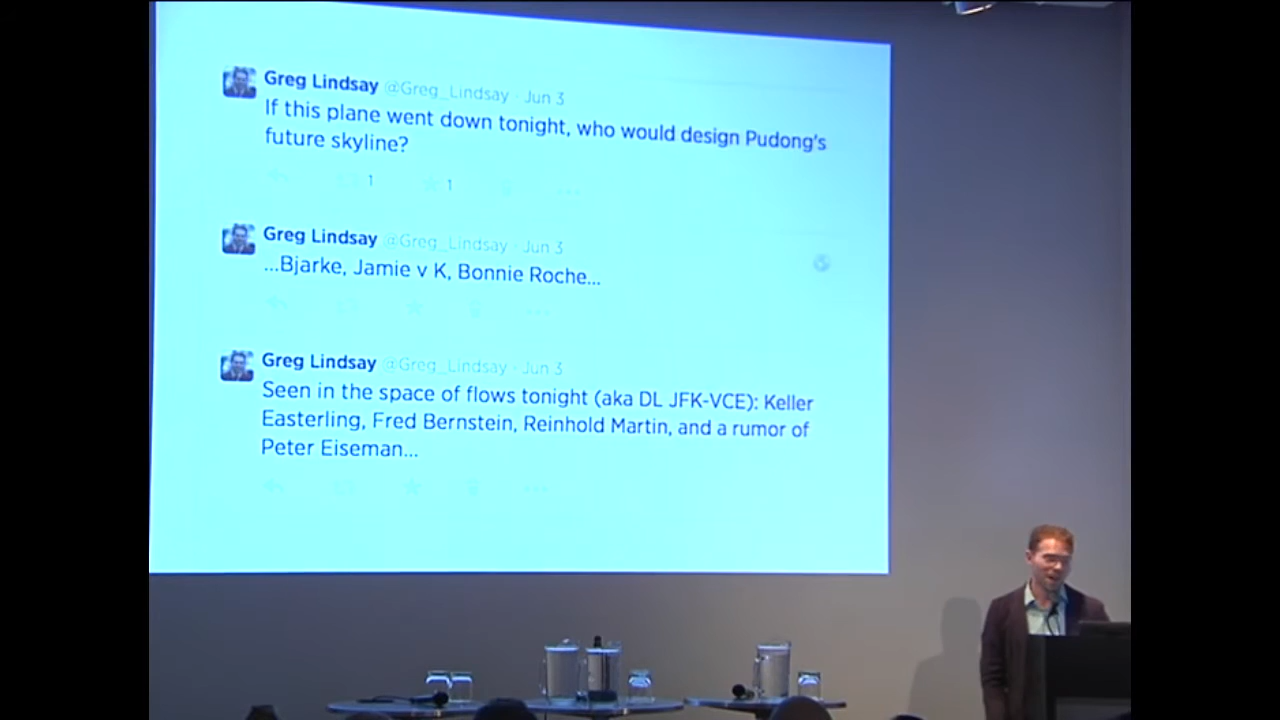 Greg Lindsay @Greg_Lindsay · Jun 3
If this plane went down tonight, who would design Pudong's
future skyline?
1 1
Greg Lindsay @Greg_Lindsay · Jun 3
...Bjarke, Jamie v K, Bonnie Roche...
Greg Lindsay @Greg_Lindsay · Jun 3
Seen in the space of flows tonight (aka DL JFK-VCE): Keller
Easterling, Fred Bernstein, Reinhold Martin, and a rumor of
Peter Eiseman...